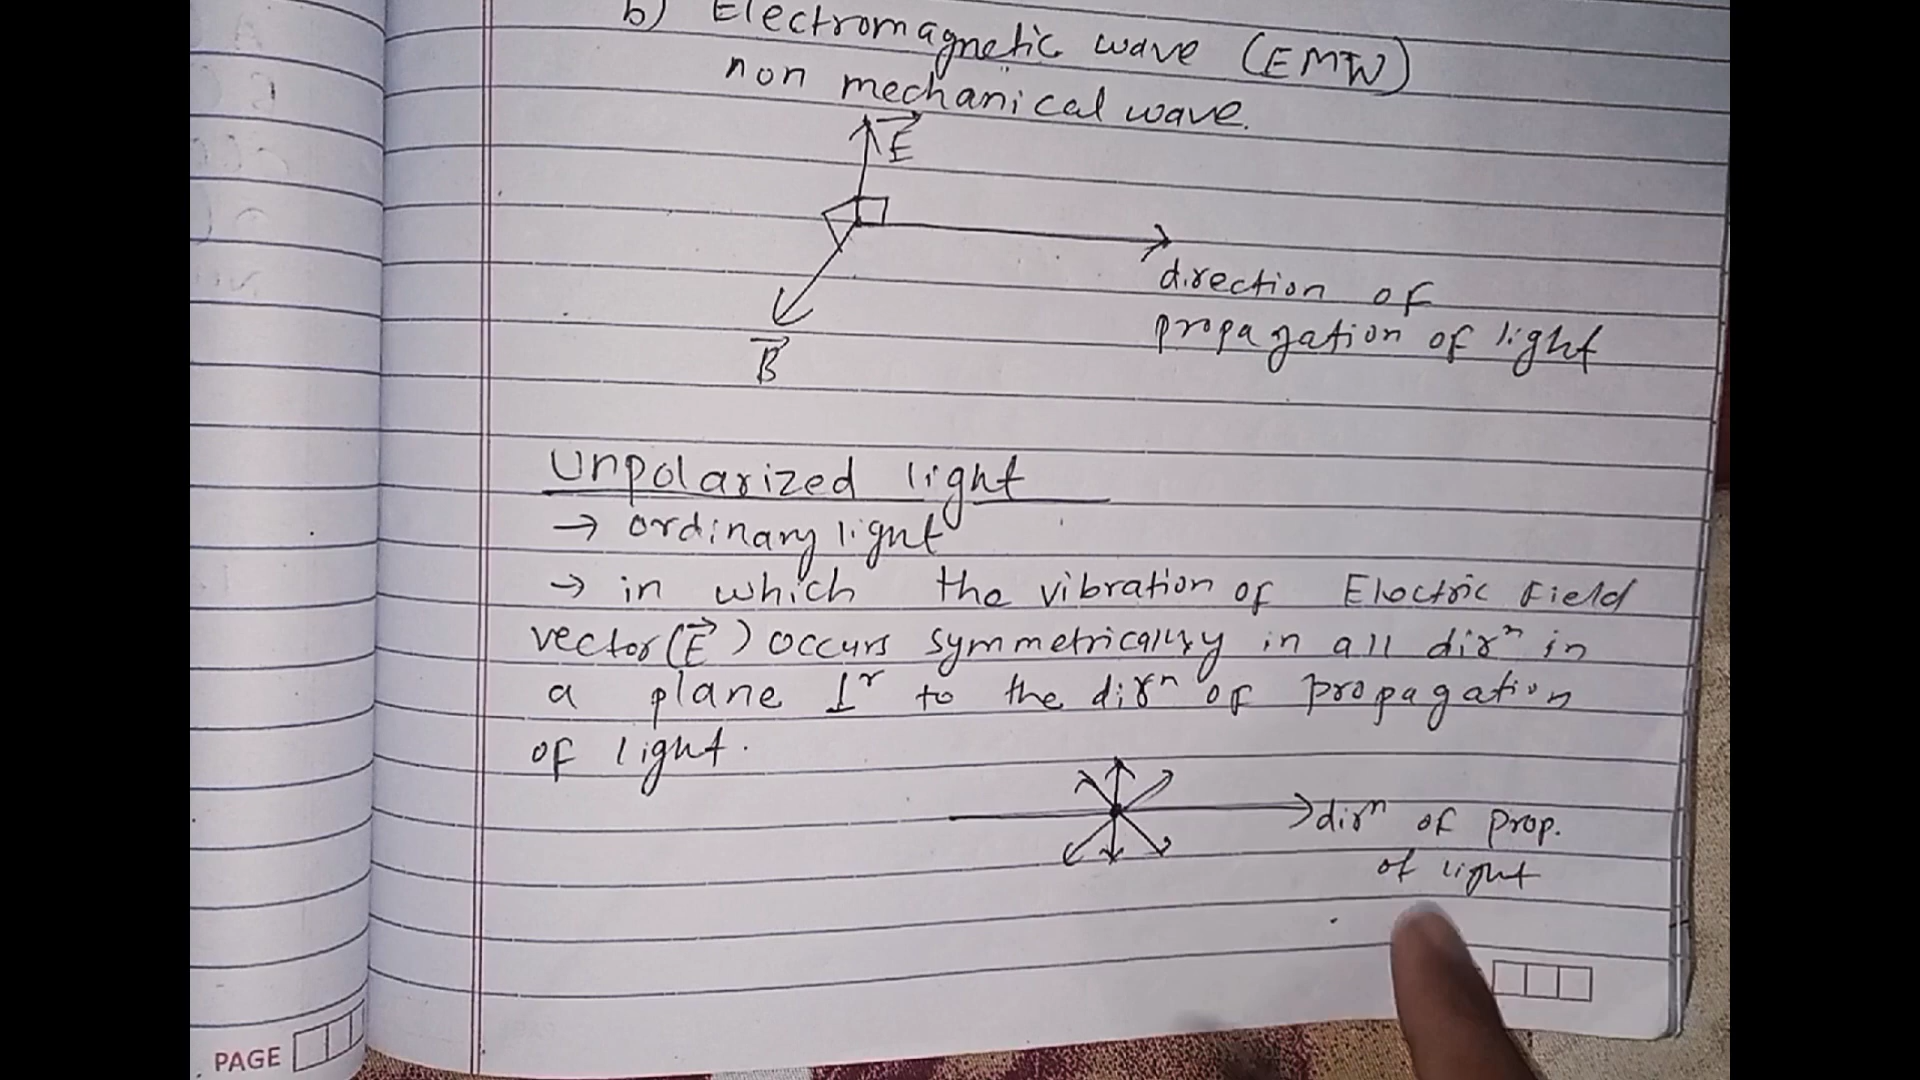 b) Electromagnetic wave (EMW)
non mechanical wave.
E
direction of
propagation of light
B
Unpolarized light
→ ordinary light
→ in which the vibration of Electric Field
vector (E⃗) occurs symmetrically in all dirⁿ in
a plane ⊥ʳ to the dirⁿ of propagation
of light.
dirⁿ of prop.
of light
PAGE